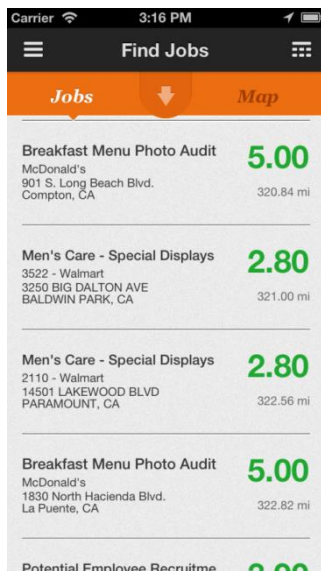 Carrier 3:16 PM
Find Jobs
Jobs Map
Breakfast Menu Photo Audit
McDonald's
901 S. Long Beach Blvd.
Compton, CA
5.00
320.84 mi
Men's Care - Special Displays
3522 - Walmart
3250 BIG DALTON AVE
BALDWIN PARK, CA
2.80
321.00 mi
Men's Care - Special Displays
2110 - Walmart
14501 LAKEWOOD BLVD
PARAMOUNT, CA
2.80
322.56 mi
Breakfast Menu Photo Audit
McDonald's
1830 North Hacienda Blvd.
La Puente, CA
5.00
322.82 mi
Potential Employee Recruitme